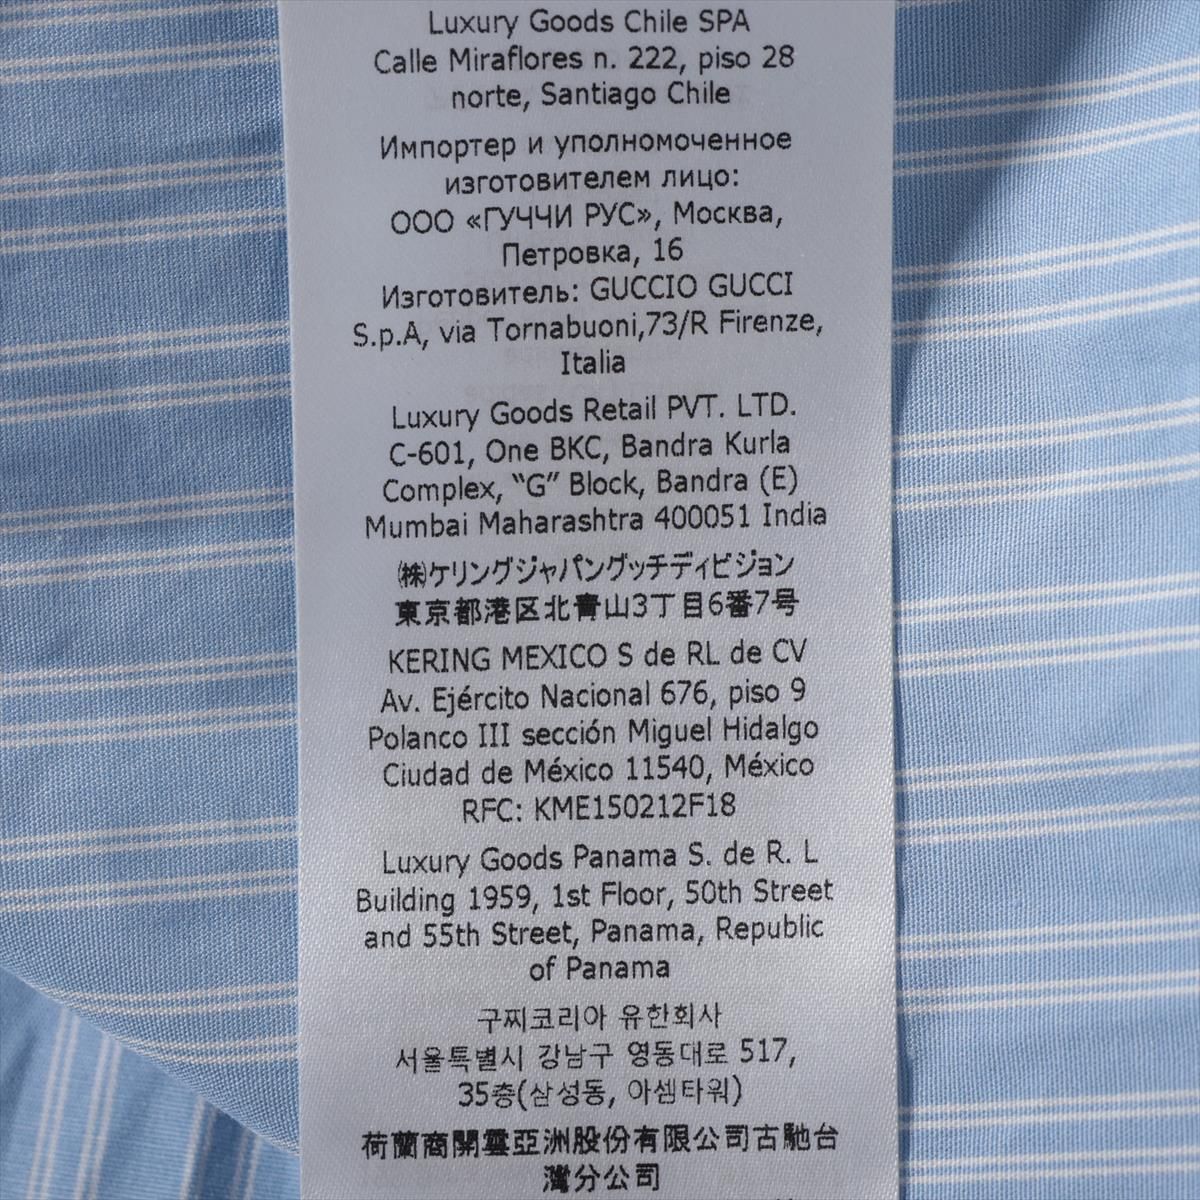 Luxury Goods Chile SPA
Calle Miraflores n. 222, piso 28
norte, Santiago Chile
Импортер и уполномоченное
изготовителем лицо:
ООО «ГУЧЧИ РУС», Москва,
Петровка, 16
Изготовитель: GUCCIO GUCCI
S.p.A, via Tornabuoni,73/R Firenze,
Italia
Luxury Goods Retail PVT. LTD.
C-601, One BKC, Bandra Kurla
Complex, “G” Block, Bandra (E)
Mumbai Maharashtra 400051 India
㈱ケリングジャパングッチディビジョン
東京都港区北青山3丁目6番7号
KERING MEXICO S de RL de CV
Av. Ejército Nacional 676, piso 9
Polanco III sección Miguel Hidalgo
Ciudad de México 11540, México
RFC: KME150212F18
Luxury Goods Panama S. de R. L
Building 1959, 1st Floor, 50th Street
and 55th Street, Panama, Republic
of Panama
구찌코리아 유한회사
서울특별시 강남구 영동대로 517,
35층(삼성동, 아셈타워)
荷蘭商開雲亞洲股份有限公司古馳台
灣分公司